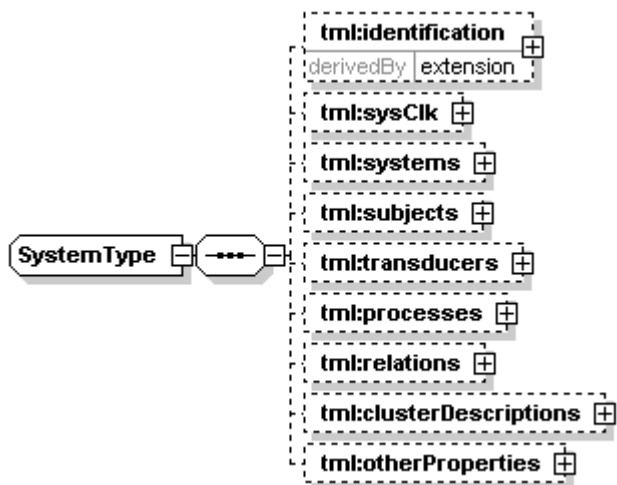 tml:identification
derivedBy extension
tml:sysClk
tml:systems
tml:subjects
SystemType
tml:transducers
tml:processes
tml:relations
tml:clusterDescriptions
tml:otherProperties